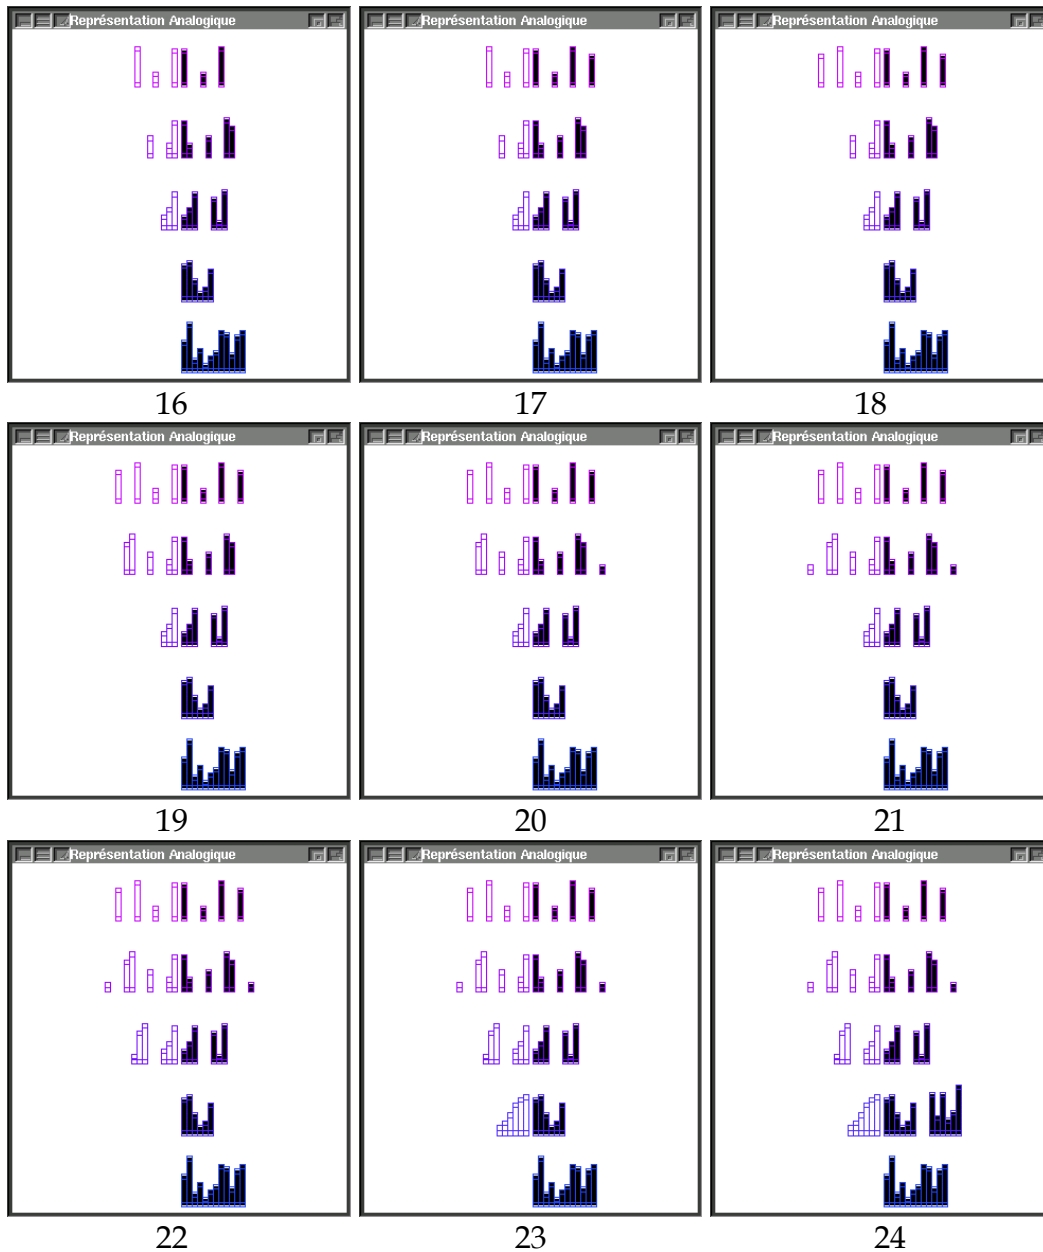 Représentation Analogique
Représentation Analogique
Représentation Analogique
16
17
18
Représentation Analogique
Représentation Analogique
Représentation Analogique
19
20
21
Représentation Analogique
Représentation Analogique
Représentation Analogique
22
23
24